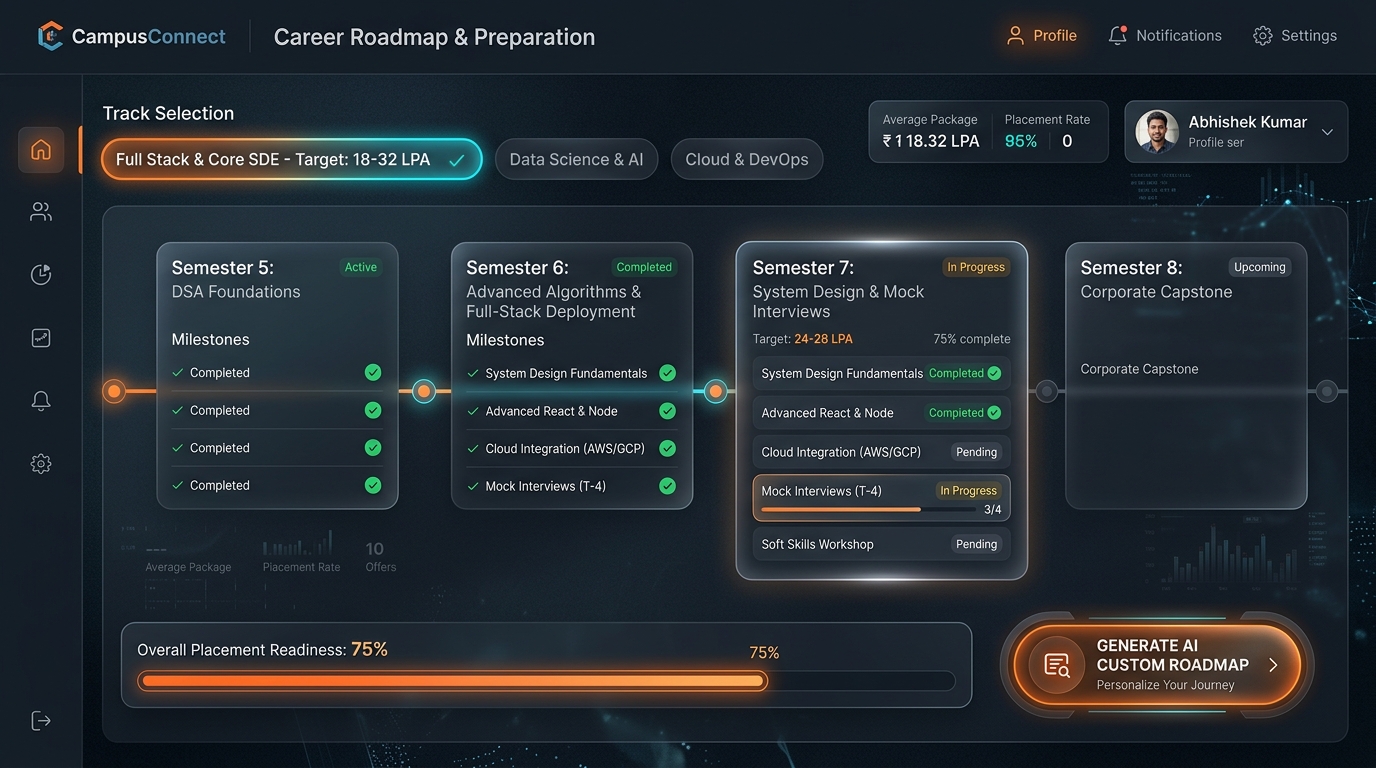 CampusConnect
Career Roadmap & Preparation
Profile
Notifications
Settings
Track Selection
Full Stack & Core SDE - Target: 18-32 LPA
Data Science & AI
Cloud & DevOps
Average Package
₹ 1 18.32 LPA
Placement Rate
96% 0
Abhishek Kumar
Profile ser
Semester 5:
Active
DSA Foundations
Milestones
Completed
Completed
Completed
Completed
Semester 6:
Completed
Advanced Algorithms &
Full-Stack Deployment
Milestones
System Design Fundamentals
Advanced React & Node
Cloud Integration (AWS/GCP)
Mock Interviews (T-4)
Semester 7:
In Progress
System Design & Mock
Interviews
Target: 24-28 LPA
75% complete
System Design Fundamentals Completed
Advanced React & Node Completed
Cloud Integration (AWS/GCP) Pending
Mock Interviews (T-4) In Progress
3/4
Soft Skills Workshop Pending
Semester 8:
Upcoming
Corporate Capstone
Corporate Capstone
Average Package
Placement Rate
10
Offers
Overall Placement Readiness: 75%
75%
GENERATE AI
CUSTOM ROADMAP
Personalize Your Journey